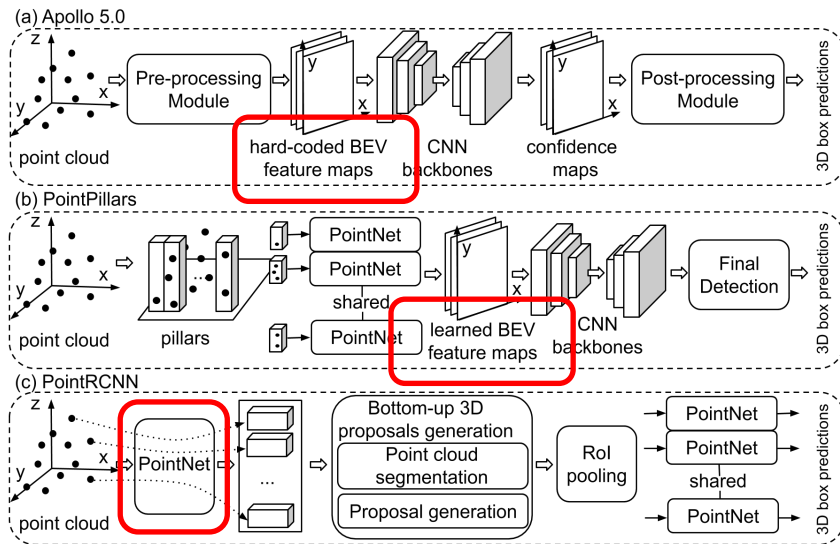 (a) Apollo 5.0
z
y
x
point cloud
Pre-processing
Module
y
x
hard-coded BEV
feature maps
CNN
backbones
y
x
confidence
maps
Post-processing
Module
3D box predictions
(b) PointPillars
z
y
x
point cloud
...
pillars
PointNet
PointNet
shared
PointNet
y
x
learned BEV
feature maps
CNN
backbones
Final
Detection
3D box predictions
(c) PointRCNN
z
y
x
point cloud
PointNet
...
Bottom-up 3D
proposals generation
Point cloud
segmentation
Proposal generation
RoI
pooling
PointNet
PointNet
shared
PointNet
3D box predictions